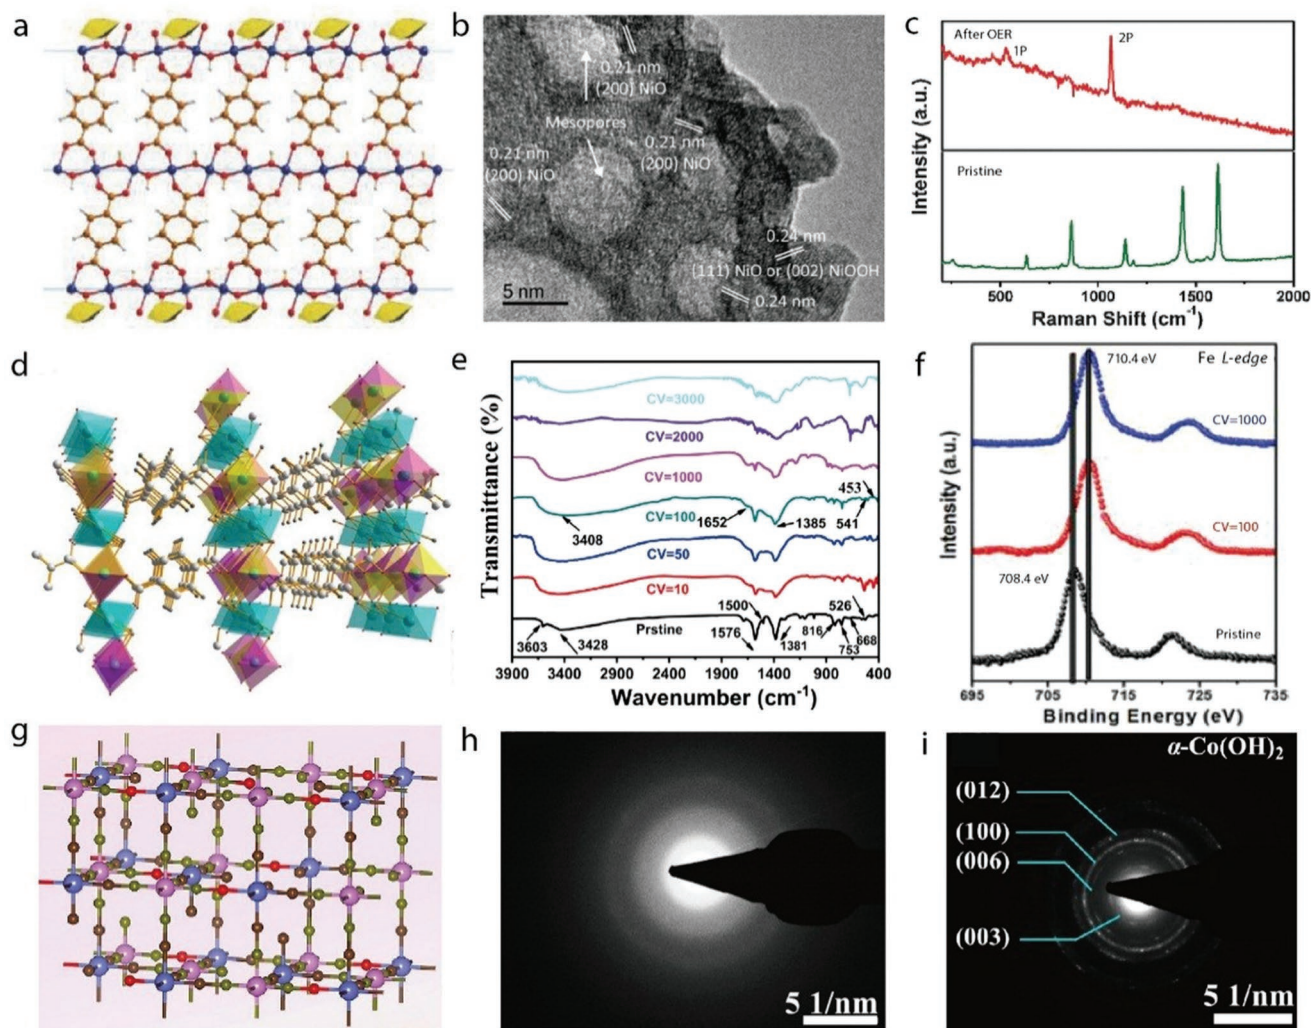 a
b
0.21 nm
(200) NiO
Mesopores
0.21 nm
(200) NiO
0.21 nm
(200) NiO
0.24 nm
(111) NiO or (002) NiOOH
0.24 nm
5 nm
c
After OER
1P
2P
Pristine
Intensity (a.u.)
500
1000
1500
2000
Raman Shift (cm⁻¹)
d
e
CV=3000
CV=2000
CV=1000
453
CV=100
1652
1385
541
3408
CV=50
CV=10
1500
526
Prstine
3603
3428
1576
1381
816
753
668
Transmittance (%)
3900
3400
2900
2400
1900
1400
900
400
Wavenumber (cm⁻¹)
f
710.4 eV
Fe L-edge
CV=1000
CV=100
708.4 eV
Pristine
Intensity (a.u.)
695
705
715
725
735
Binding Energy (eV)
g
h
5 1/nm
i
α-Co(OH)₂
(012)
(100)
(006)
(003)
5 1/nm